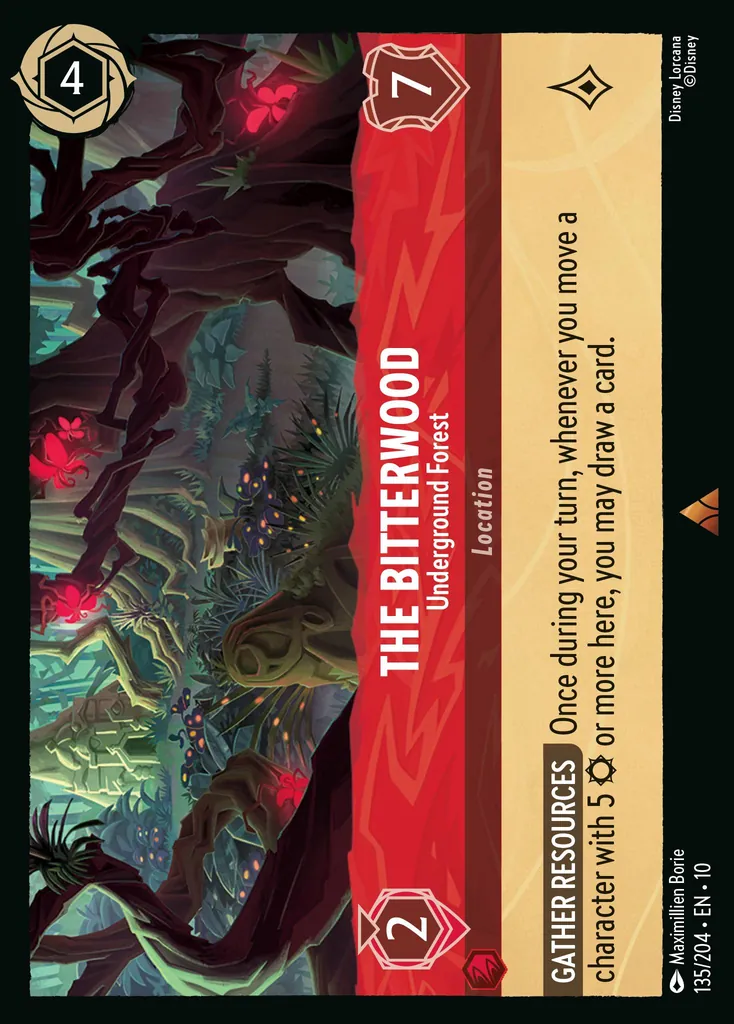 4
THE BITTERWOOD
Underground Forest
2
7
Location
GATHER RESOURCES Once during your turn, whenever you move a
character with 5 or more here, you may draw a card.
Maximillien Borie
135/204 • EN • 10
Disney Lorcana
©Disney